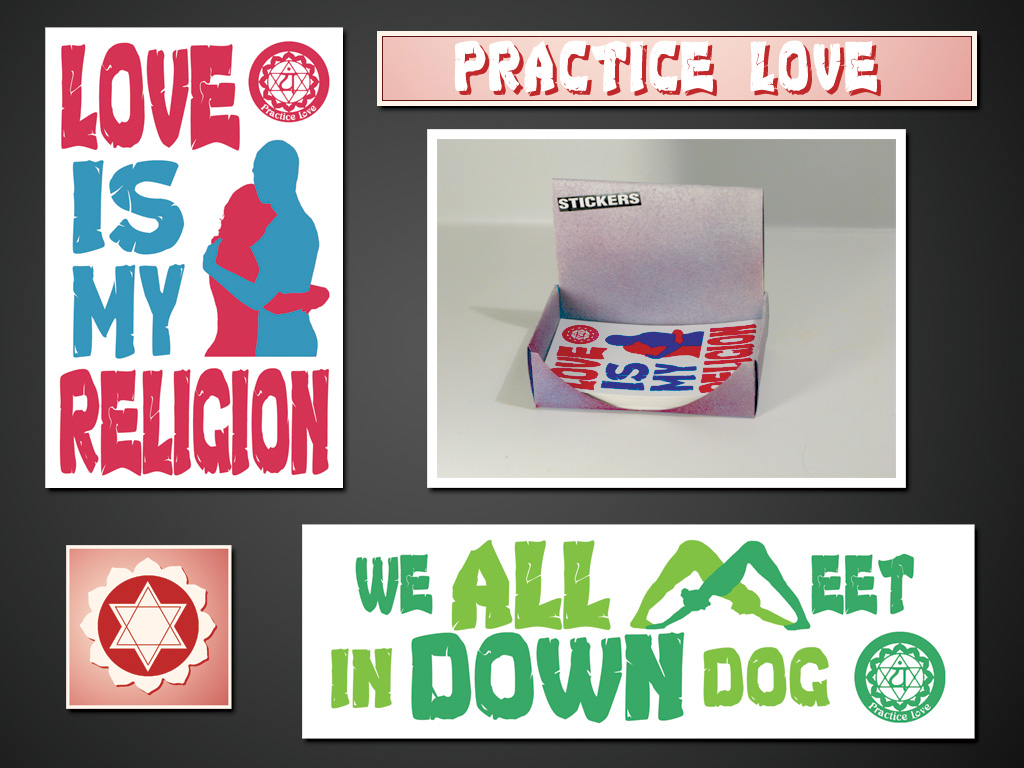 LOVE
IS
MY
RELIGION
Practice Love
PRACTICE LOVE
STICKERS
LOVE
IS
MY
RELIGION
WE ALL MEET
IN DOWN DOG
Practice Love